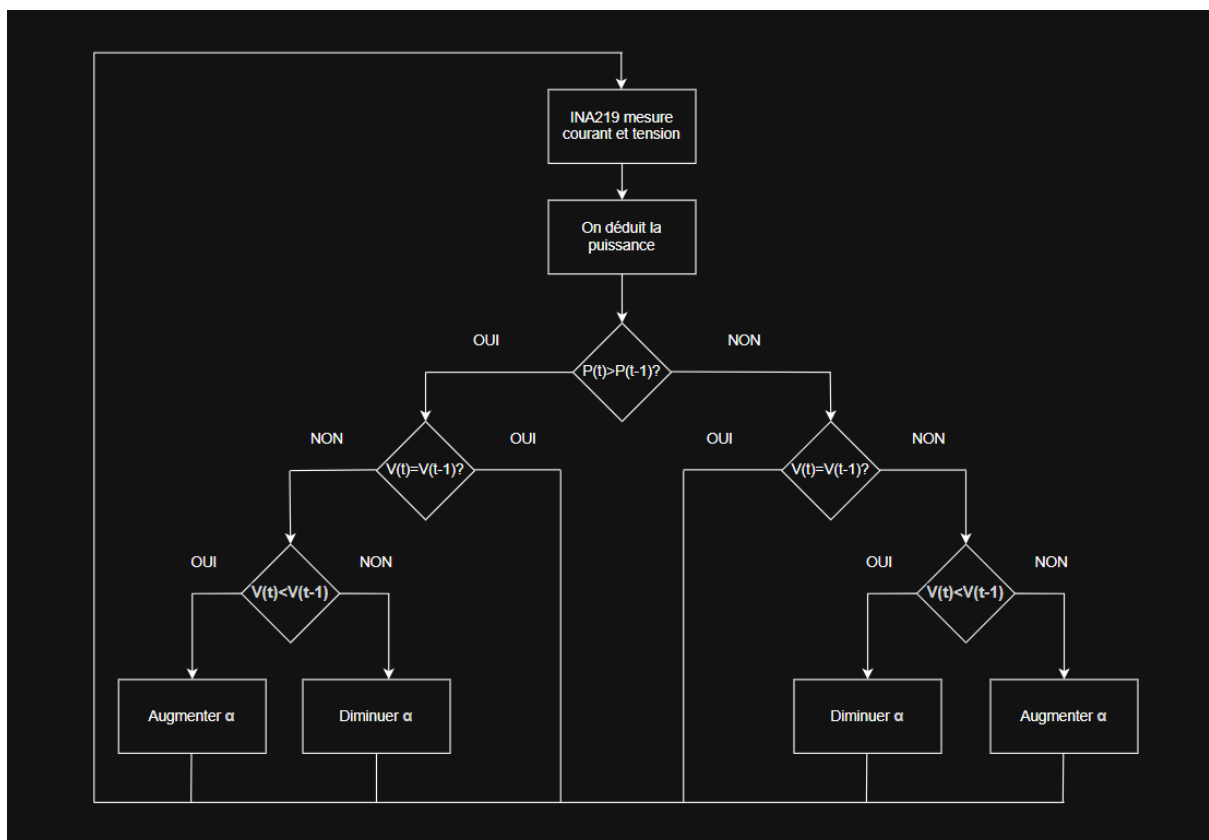 INA219 mesure
courant et tension
On déduit la
puissance
OUI
NON
P(t)>P(t-1)?
NON
OUI
OUI
NON
V(t)=V(t-1)?
V(t)=V(t-1)?
OUI
NON
OUI
NON
V(t)<V(t-1)
V(t)<V(t-1)
Augmenter α
Diminuer α
Diminuer α
Augmenter α